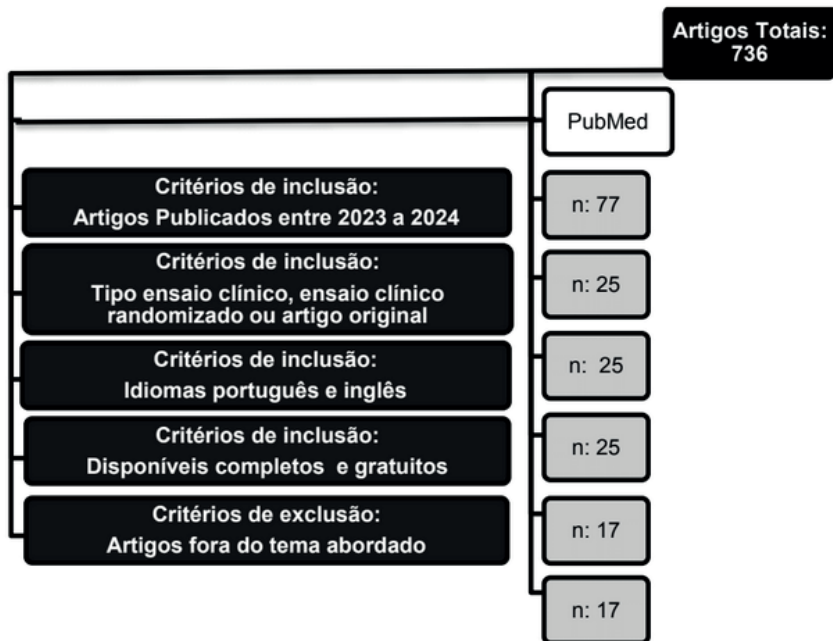 Artigos Totais:
736
PubMed
Critérios de inclusão:
Artigos Publicados entre 2023 a 2024
n: 77
Critérios de inclusão:
Tipo ensaio clínico, ensaio clínico
randomizado ou artigo original
n: 25
Critérios de inclusão:
Idiomas português e inglês
n: 25
Critérios de inclusão:
Disponíveis completos e gratuitos
n: 25
Critérios de exclusão:
Artigos fora do tema abordado
n: 17
n: 17